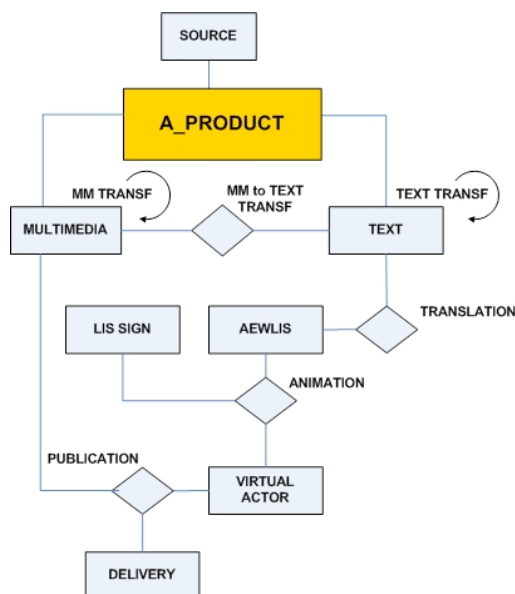 SOURCE
A_PRODUCT
MM TRANSF
MM to TEXT
TRANSF
TEXT TRANSF
MULTIMEDIA
TEXT
TRANSLATION
LIS SIGN
AEWLIS
ANIMATION
PUBLICATION
VIRTUAL
ACTOR
DELIVERY